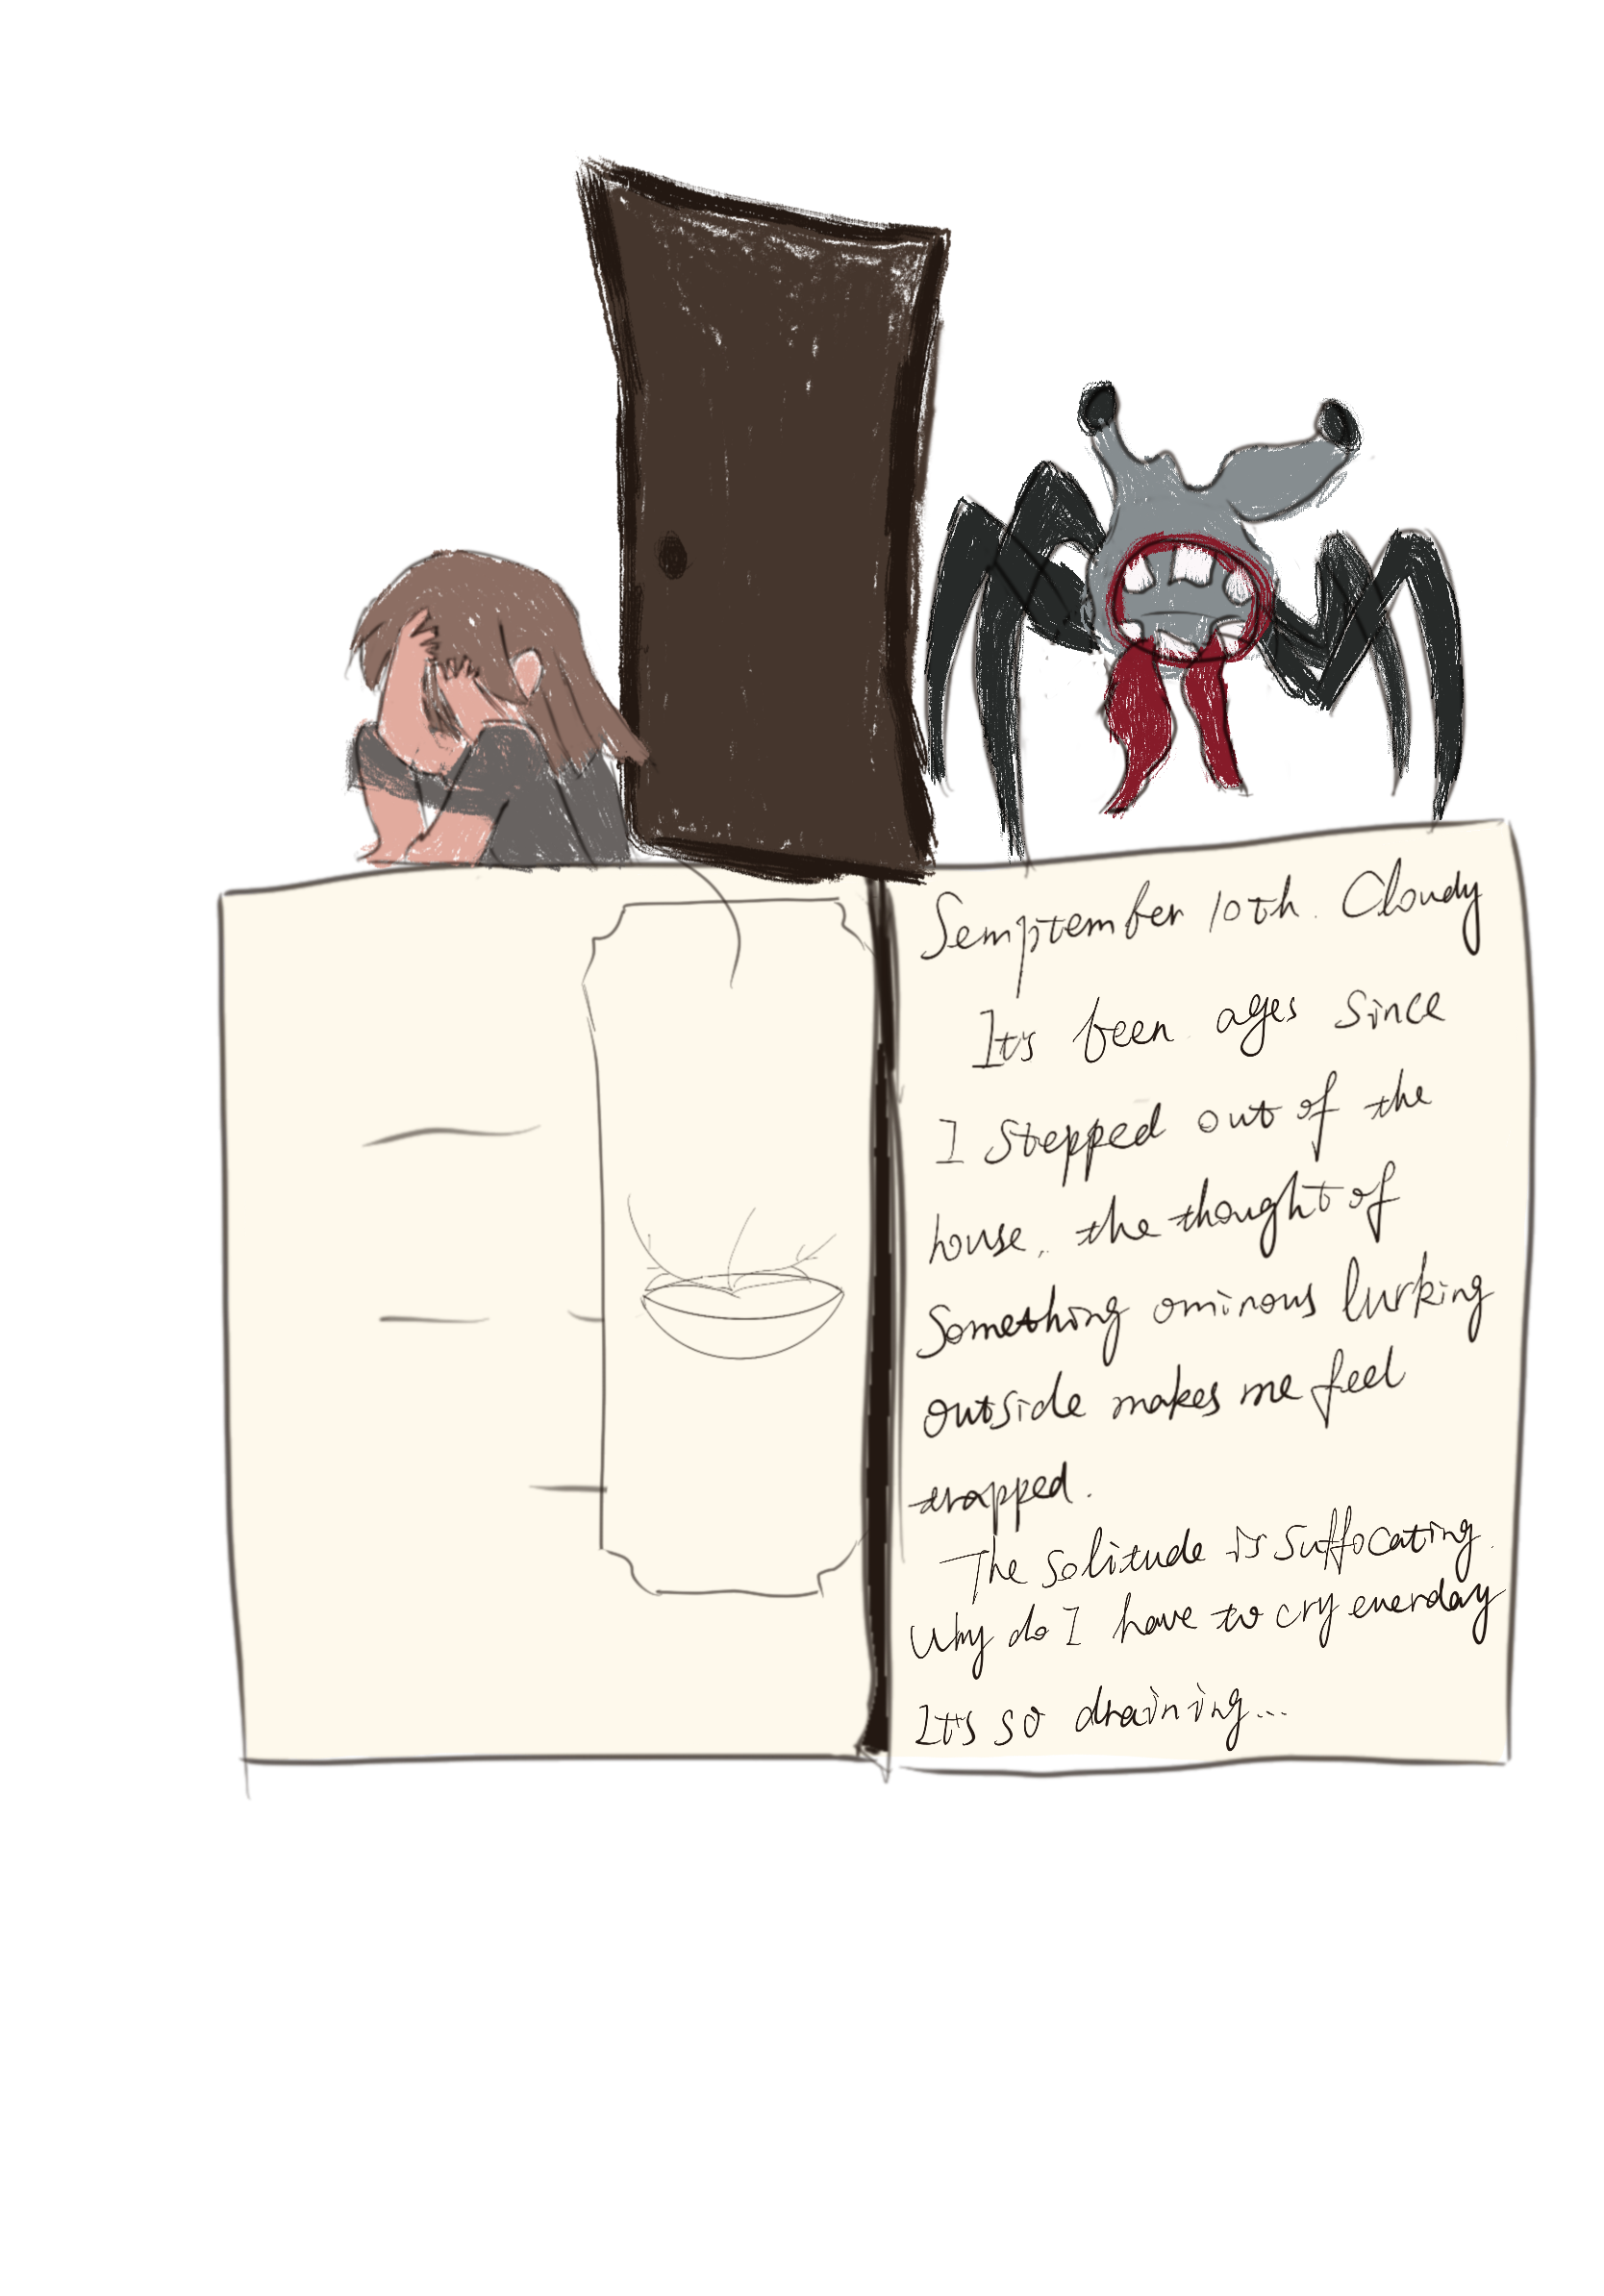 Semptember 10th. Cloudy
It's been ages since
I stepped out of the
house, the thought of
Something ominous lurking
outside makes me feel
trapped.
The solitude is suffocating.
Why do I have to cry everday
It's so draining...